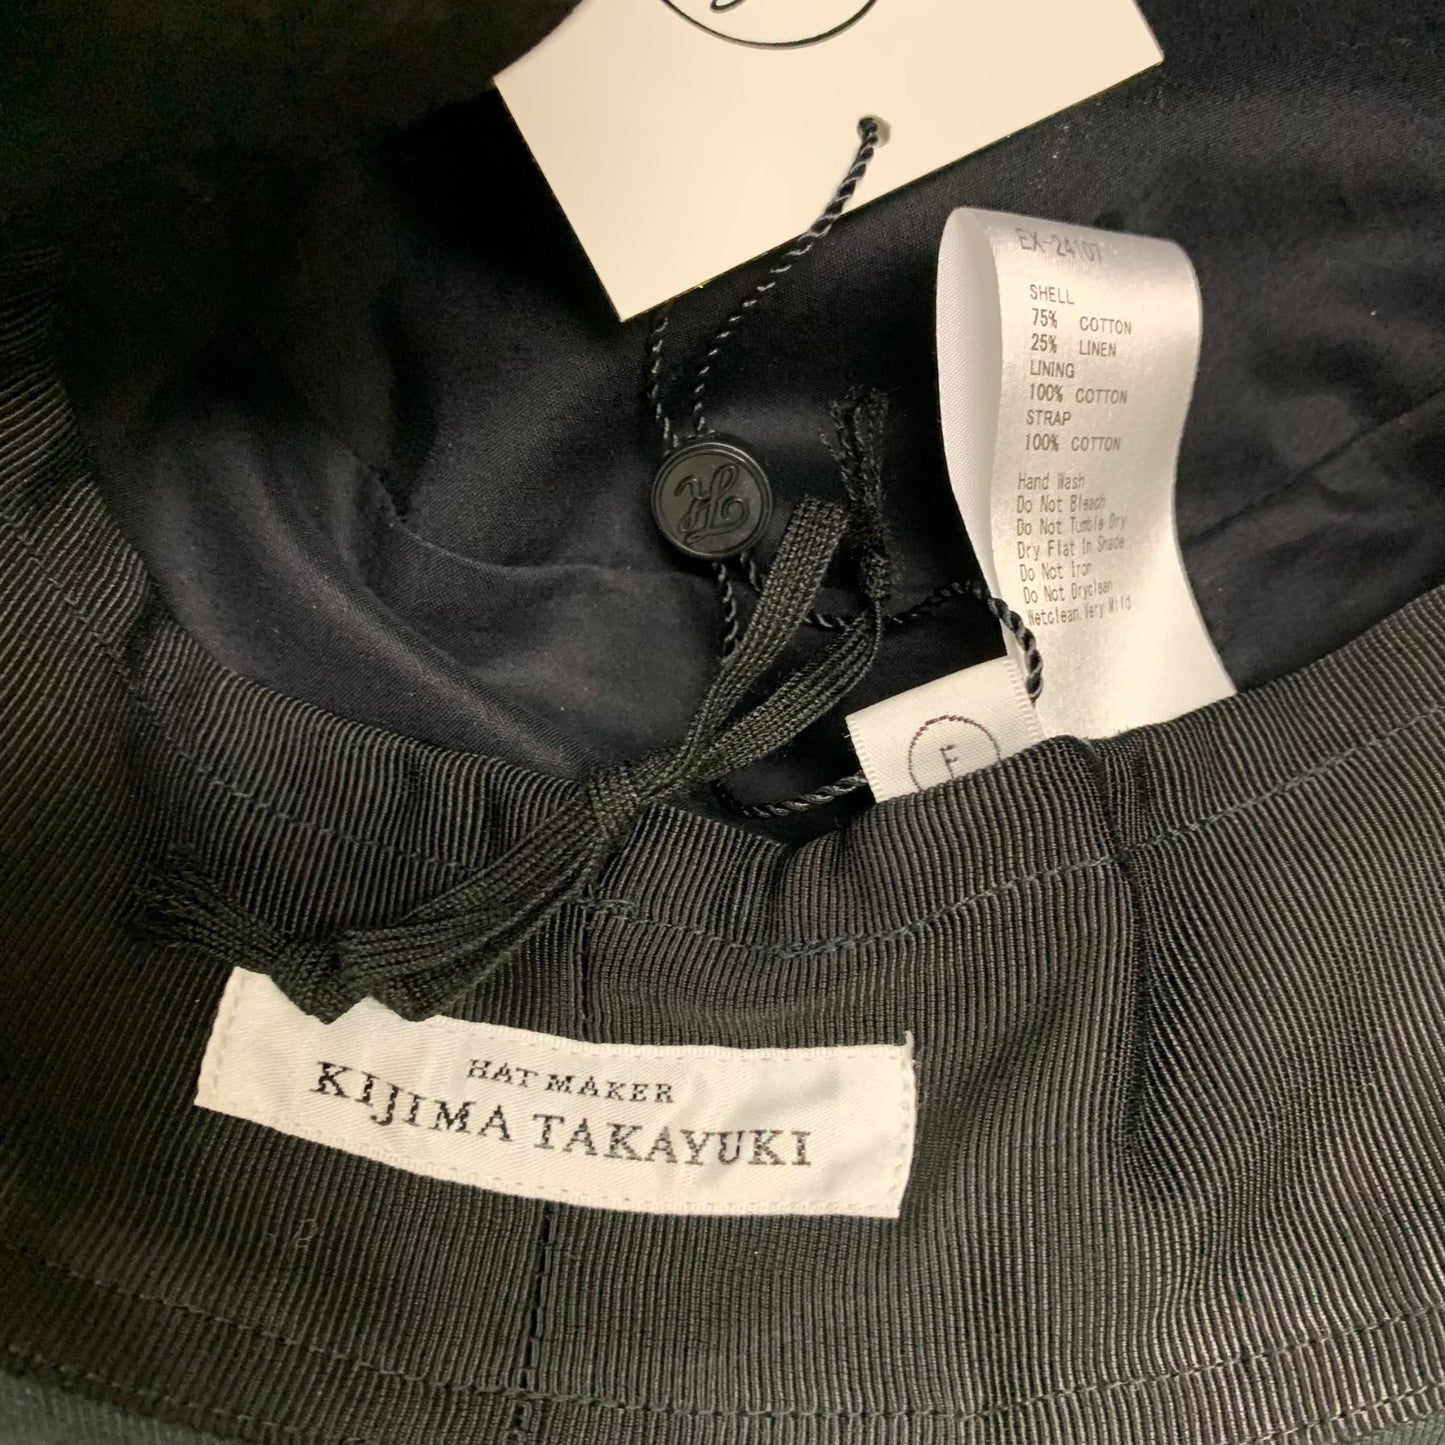 EX-24107
SHELL
75% COTTON
25% LINEN
LINING
100% COTTON
STRAP
100% COTTON
Hand Wash
Do Not Bleach
Do Not Tumble Dry
Dry Flat In Shade
Do Not Iron
Do Not Dryclean
Wetclean Very Mild
HAT MAKER
KIJIMA TAKAYUKI